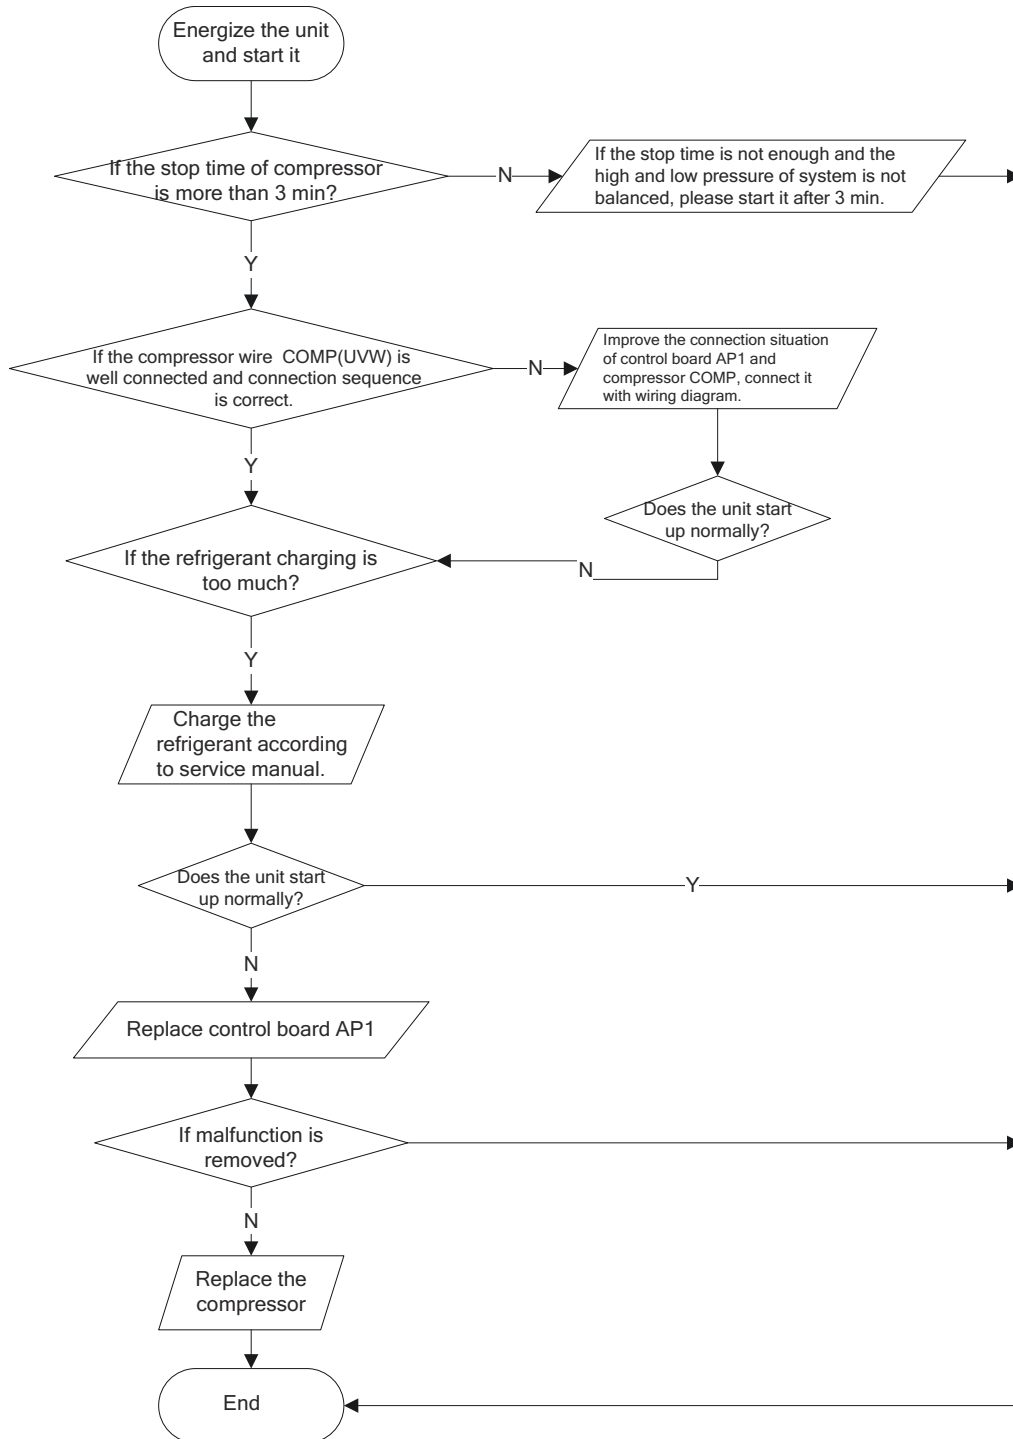 Energize the unit
and start it
If the stop time of compressor
is more than 3 min?
N
If the stop time is not enough and the
high and low pressure of system is not
balanced, please start it after 3 min.
Y
If the compressor wire COMP(UVW) is
well connected and connection sequence
is correct.
N
Improve the connection situation
of control board AP1 and
compressor COMP, connect it
with wiring diagram.
Y
Does the unit start
up normally?
If the refrigerant charging is
too much?
N
Y
Charge the
refrigerant according
to service manual.
Does the unit start
up normally?
Y
N
Replace control board AP1
If malfunction is
removed?
N
Replace the
compressor
End